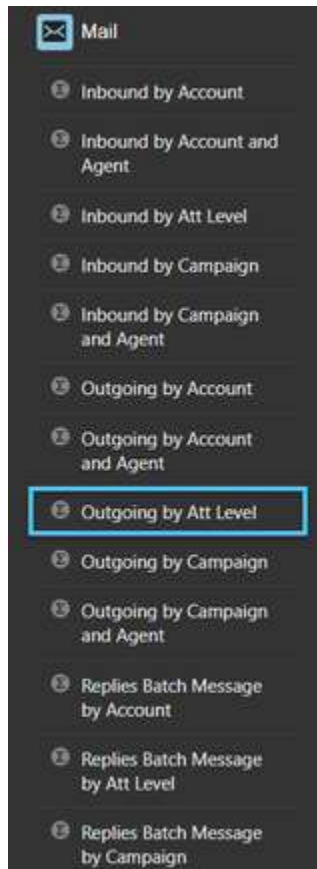 Mail
Inbound by Account
Inbound by Account and
Agent
Inbound by Att Level
Inbound by Campaign
Inbound by Campaign
and Agent
Outgoing by Account
Outgoing by Account
and Agent
Outgoing by Att Level
Outgoing by Campaign
Outgoing by Campaign
and Agent
Replies Batch Message
by Account
Replies Batch Message
by Att Level
Replies Batch Message
by Campaign